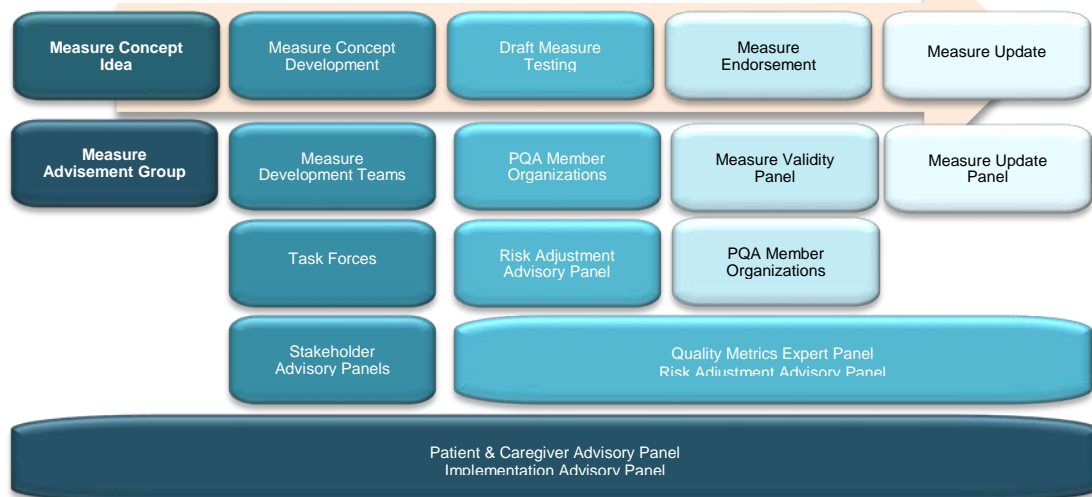 Measure Concept
Idea
Measure Concept
Development
Draft Measure
Testing
Measure
Endorsement
Measure Update
Measure
Advisement Group
Measure
Development Teams
PQA Member
Organizations
Measure Validity
Panel
Measure Update
Panel
Task Forces
Risk Adjustment
Advisory Panel
PQA Member
Organizations
Stakeholder
Advisory Panels
Quality Metrics Expert Panel
Risk Adjustment Advisory Panel
Patient & Caregiver Advisory Panel
Implementation Advisory Panel